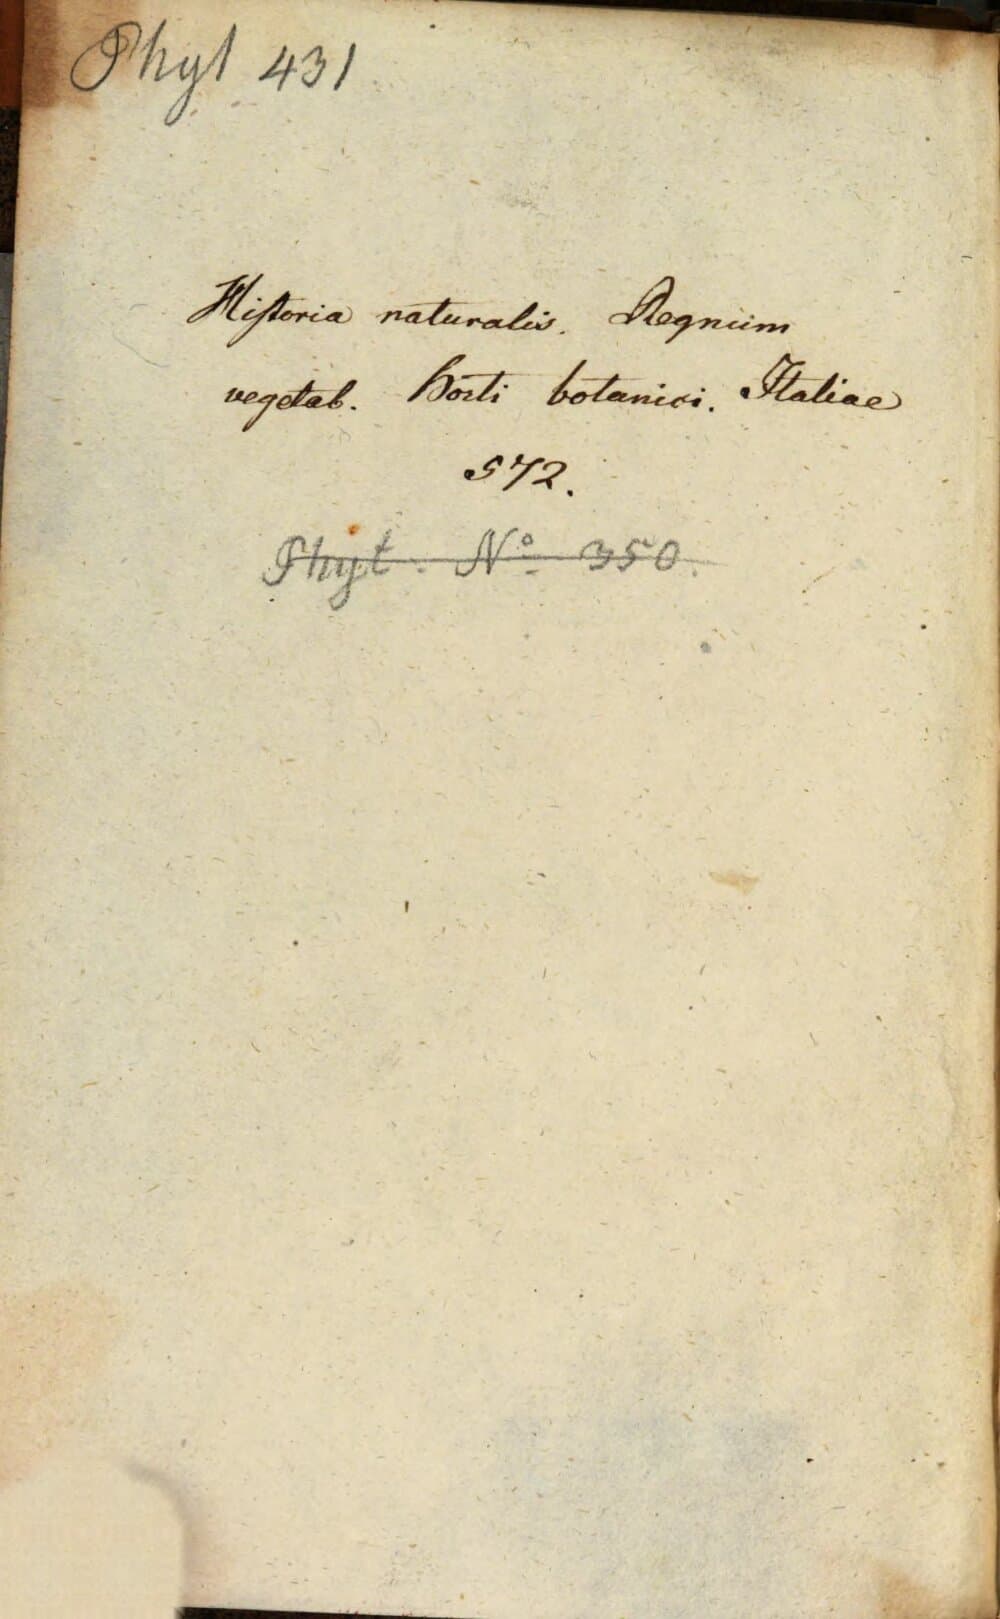 Phyt 431
Historia naturalis. Regnum
vegetab. Horti botanici. Italiae
572.
Phyt. No. 350.